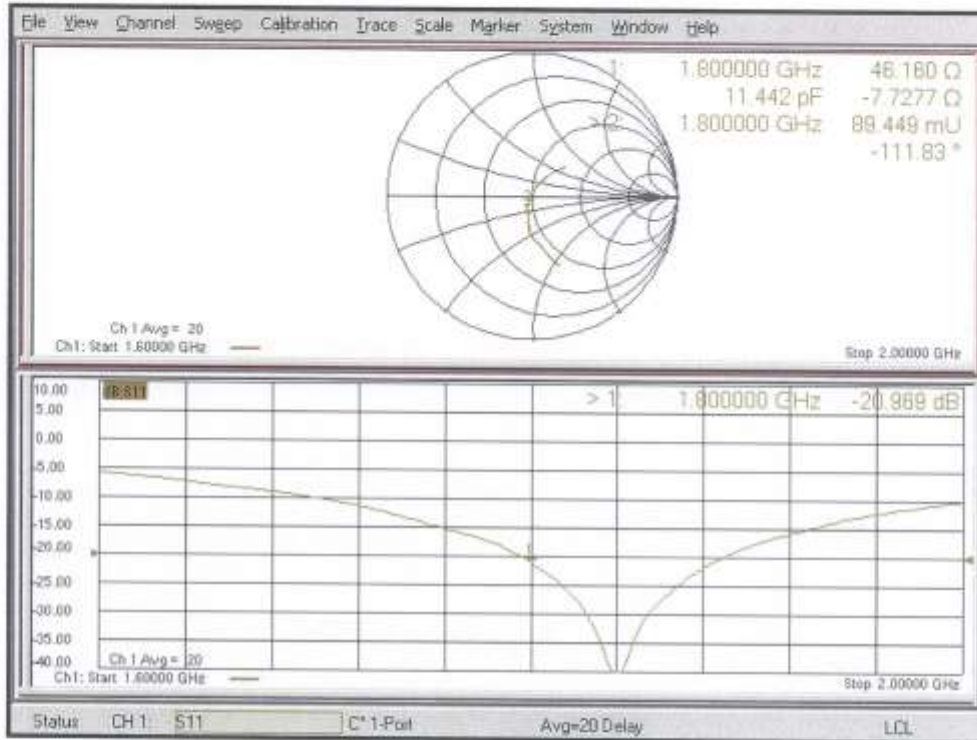 File View Channel Sweep Calibration Trace Scale Marker System Window Help
1: 1.800000 GHz 46.160 Ω
11.442 pF -7.7277 Ω
> 2: 1.800000 GHz 89.449 mU
-111.83 °
Ch 1 Avg = 20
Ch1: Start 1.60000 GHz
Stop 2.00000 GHz
10.00
dB S11
> 1: 1.800000 GHz -20.969 dB
5.00
0.00
-5.00
-10.00
-15.00
-20.00
-25.00
-30.00
-35.00
-40.00
Ch 1 Avg = 20
Ch1: Start 1.60000 GHz
Stop 2.00000 GHz
Status CH 1: S11 C* 1-Port Avg=20 Delay LCL